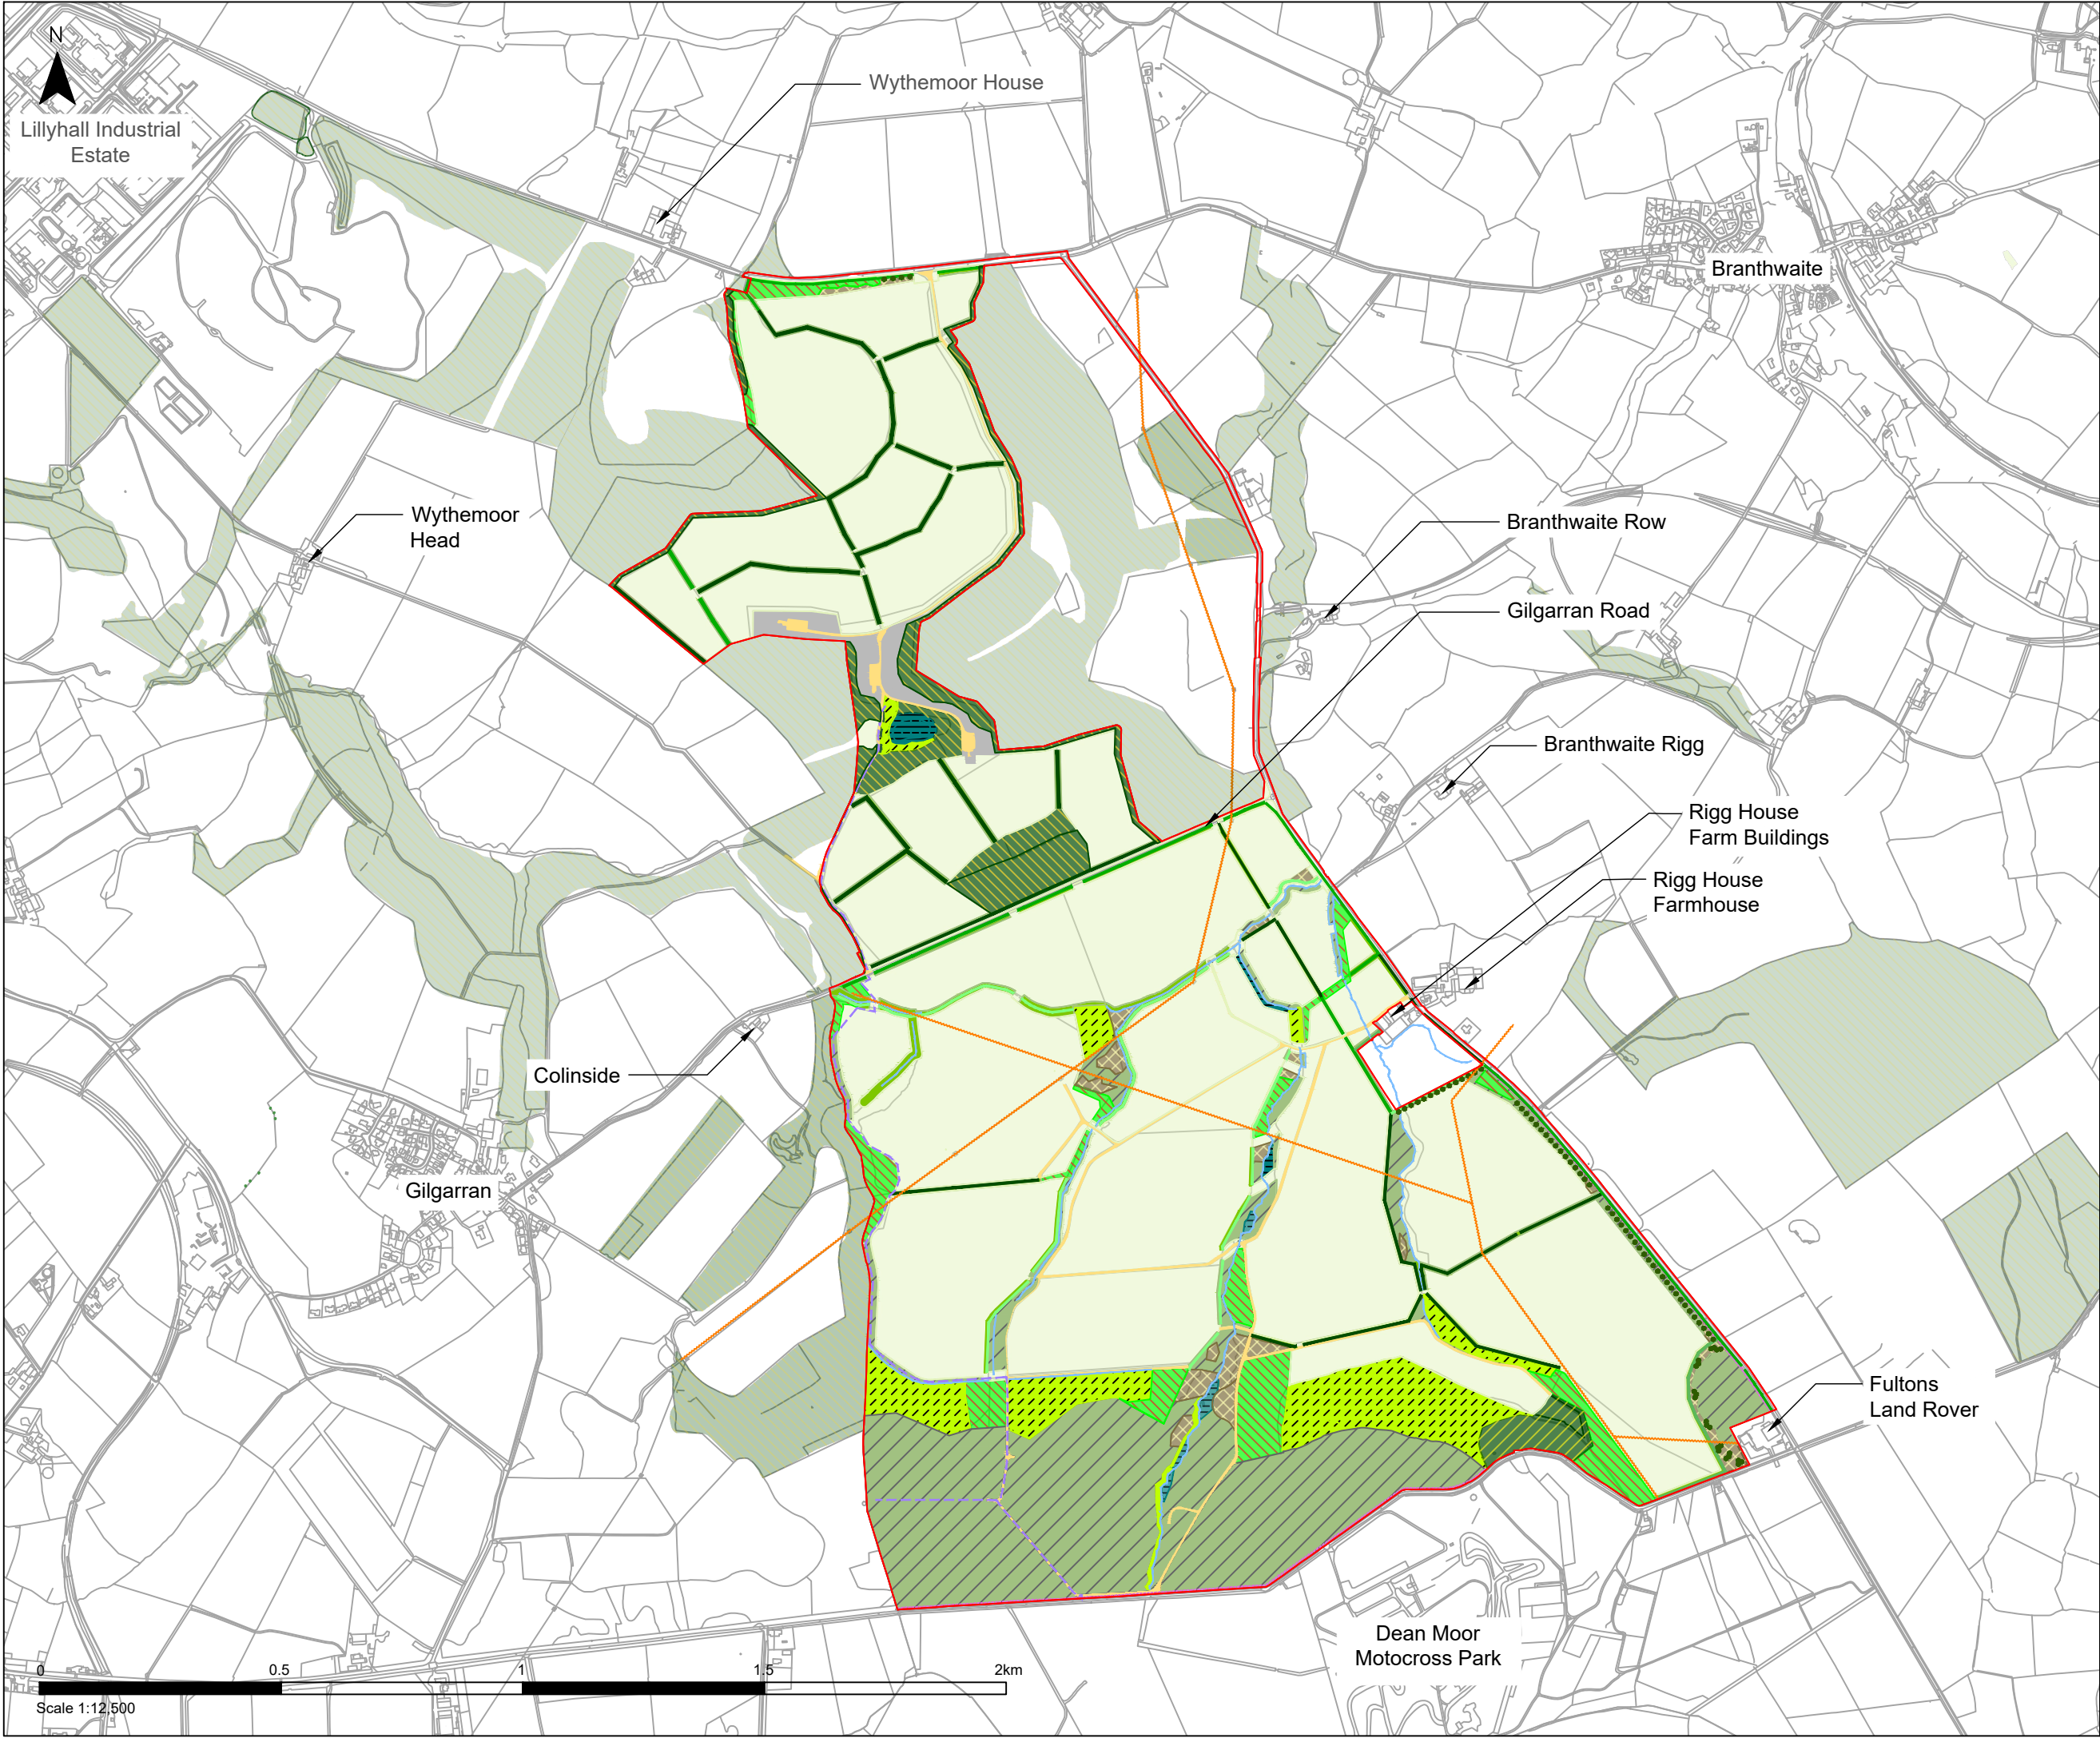 N
Wythemoor House
Lillyhall Industrial
Estate
Branthwaite
Wythemoor
Head
Branthwaite Row
Gilgarran Road
Branthwaite Rigg
Rigg House
Farm Buildings
Rigg House
Farmhouse
Colinside
Gilgarran
Fultons
Land Rover
Dean Moor
Motocross Park
0 0.5 1 1.5 2km
Scale 1:12,500